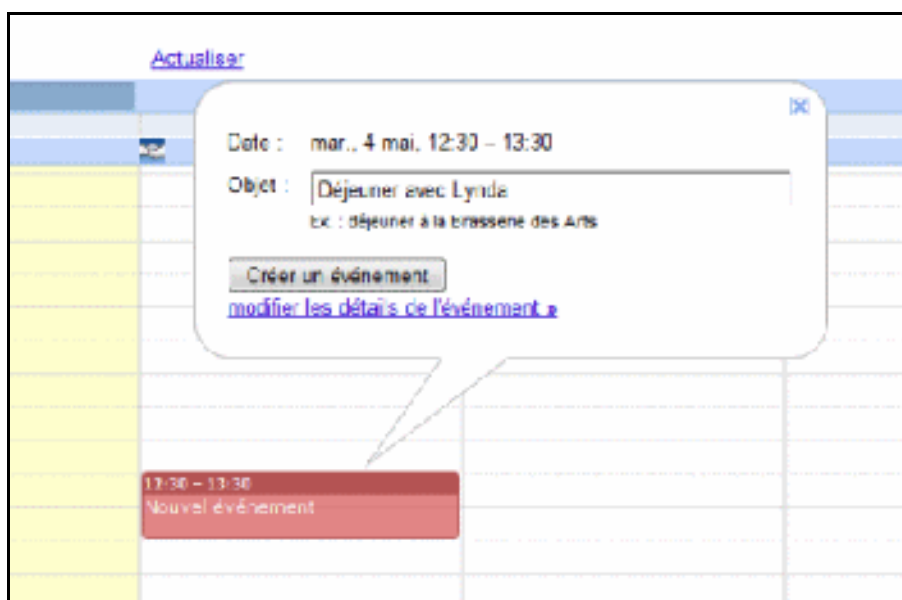 Actualiser
Date : mar., 4 mai, 12:30 – 13:30
Objet : Déjeuner avec Lynda
Ex. : déjeuner à la Brasserie des Arts
Créer un événement
modifier les détails de l'événement »
12:30 – 13:30
Nouvel événement